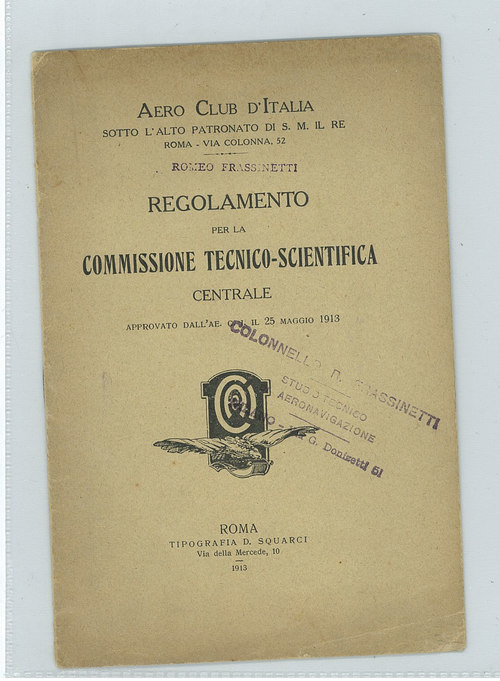 AERO CLUB D'ITALIA
SOTTO L'ALTO PATRONATO DI S. M. IL RE
ROMA - VIA COLONNA, 52
ROMEO FRASSINETTI
REGOLAMENTO
PER LA
COMMISSIONE TECNICO-SCIENTIFICA
CENTRALE
APPROVATO DALL'AE. C. I. IL 25 MAGGIO 1913
COLONNELLO R. FRASSINETTI
STUDIO TECNICO
AERONAVIGAZIONE
G. Donizetti 51
ROMA
TIPOGRAFIA D. SQUARCI
Via della Mercede, 10
1913